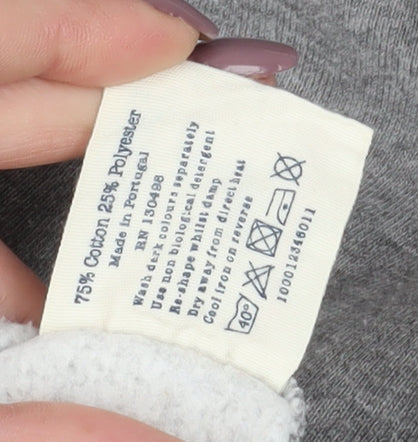 75% Cotton 25% Polyester
Made in Portugal
RN 130498
Wash dark colours separately
Use non biological detergent
Re-shape whilst damp
Dry away from direct heat
Cool iron on reverse
40°
100012346011